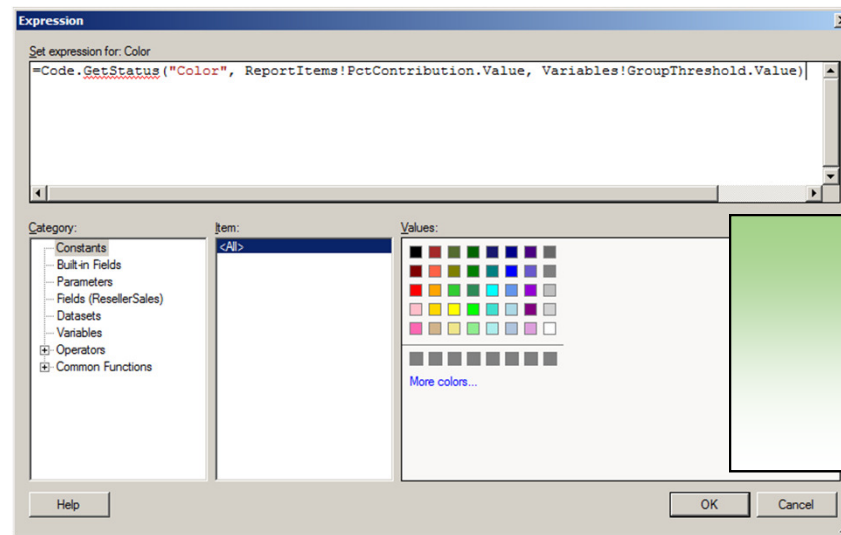 Expression
Set expression for: Color
=Code.GetStatus("Color", ReportItems!PctContribution.Value, Variables!GroupThreshold.Value)
Category:
Item:
Values:
Constants
Built-in Fields
Parameters
Fields (ResellerSales)
Datasets
Variables
Operators
Common Functions
<All>
More colors...
Help
OK
Cancel